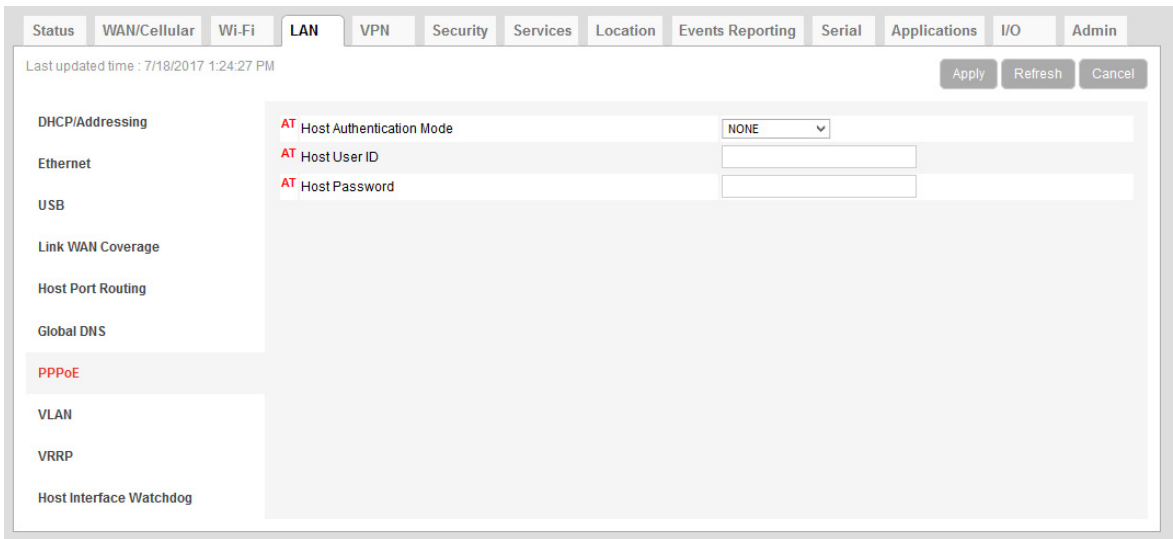 Status WAN/Cellular Wi-Fi LAN VPN Security Services Location Events Reporting Serial Applications I/O Admin
Last updated time : 7/18/2017 1:24:27 PM
Apply Refresh Cancel
DHCP/Addressing
Ethernet
USB
Link WAN Coverage
Host Port Routing
Global DNS
PPPoE
VLAN
VRRP
Host Interface Watchdog
AT Host Authentication Mode NONE
AT Host User ID
AT Host Password